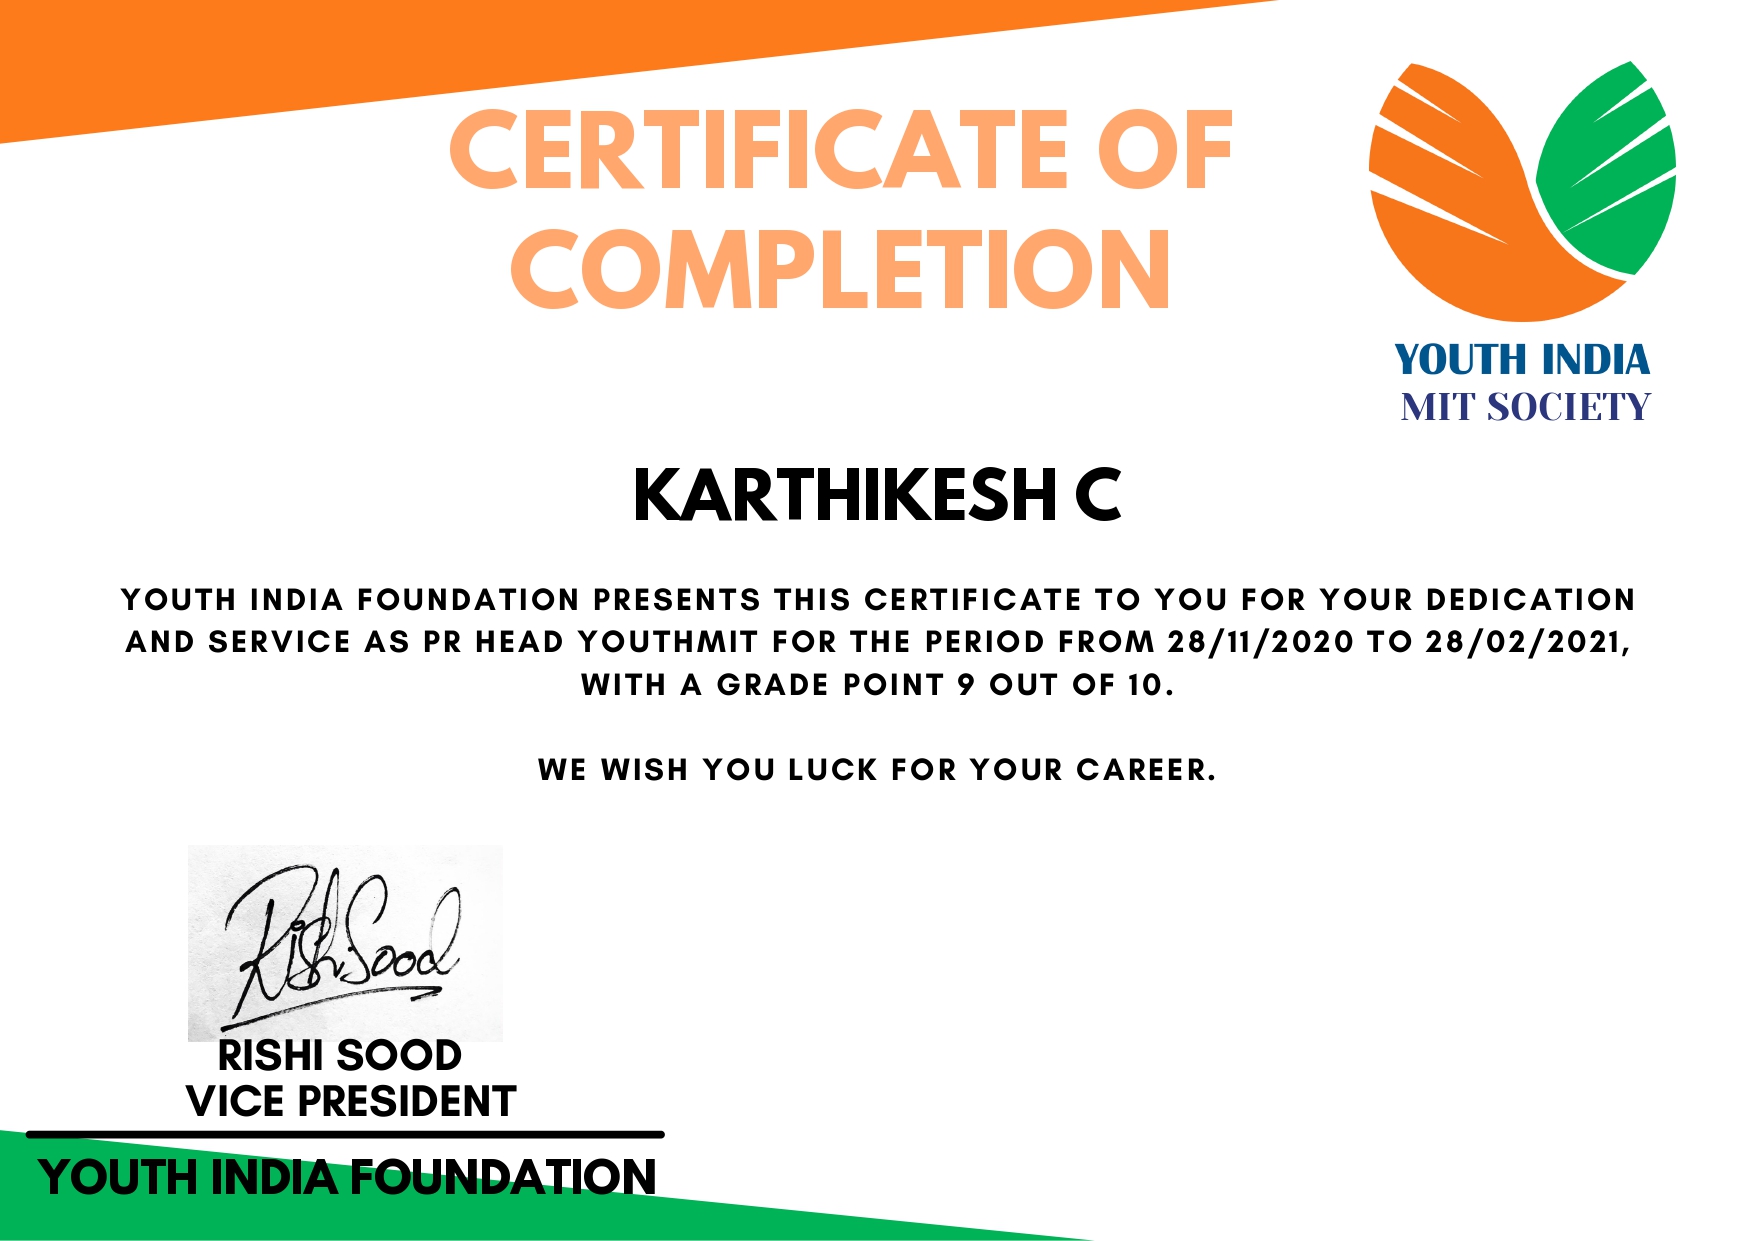 CERTIFICATE OF
COMPLETION
YOUTH INDIA
MIT SOCIETY
KARTHIKESH C
YOUTH INDIA FOUNDATION PRESENTS THIS CERTIFICATE TO YOU FOR YOUR DEDICATION
AND SERVICE AS PR HEAD YOUTHMIT FOR THE PERIOD FROM 28/11/2020 TO 28/02/2021,
WITH A GRADE POINT 9 OUT OF 10.
WE WISH YOU LUCK FOR YOUR CAREER.
Rishi Sood
RISHI SOOD
VICE PRESIDENT
YOUTH INDIA FOUNDATION